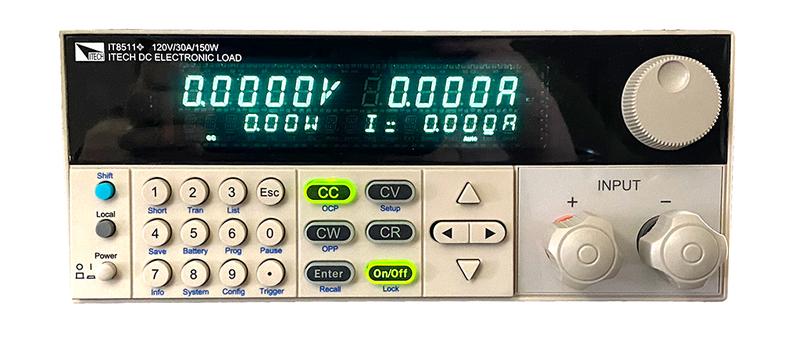 IT8511+ 120V/30A/150W
ITECH ITECH DC ELECTRONIC LOAD
0.0000V 0.000A
0.00W I= 0.000A
CC Auto
Shift
1 2 3 Esc CC CV
Short Tran List OCP Setup
Local
4 5 6 0 CW CR
Save Battery Prog Pause OPP
Power
O I
7 8 9 . Enter On/Off
Info System Config Trigger Recall Lock
INPUT
+ −